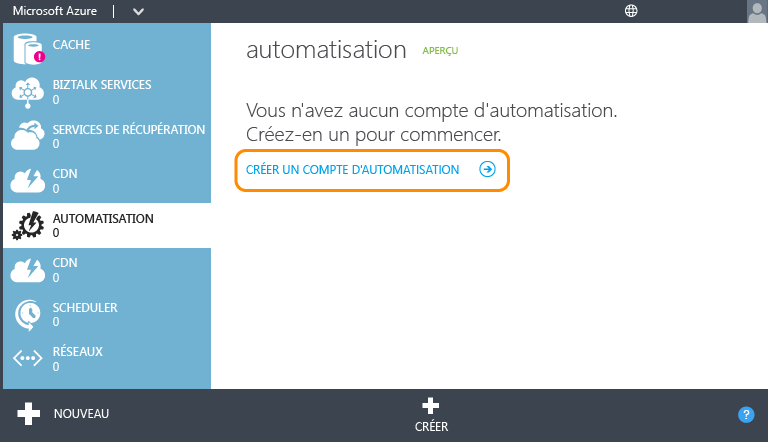 Microsoft Azure
CACHE
!
BIZTALK SERVICES
0
SERVICES DE RÉCUPÉRATION
0
CDN
0
AUTOMATISATION
0
CDN
0
SCHEDULER
0
RÉSEAUX
0
automatisation APERÇU
Vous n'avez aucun compte d'automatisation.
Créez-en un pour commencer.
CRÉER UN COMPTE D'AUTOMATISATION
NOUVEAU
CRÉER
?